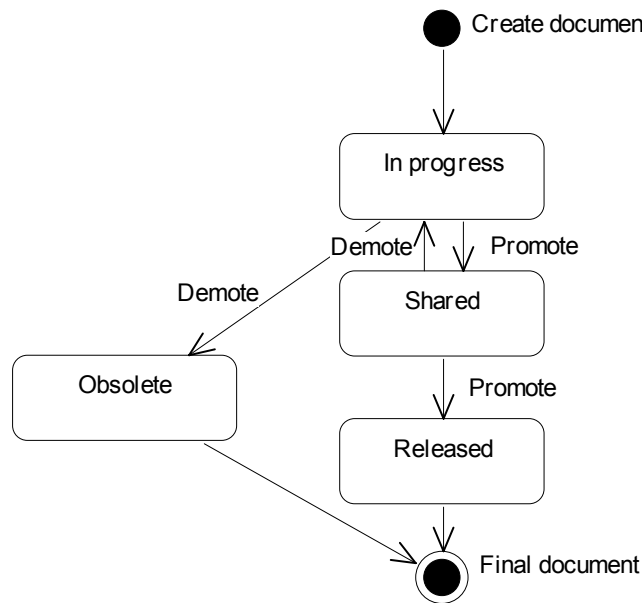 Create documen
In progress
Demote
Promote
Demote
Shared
Obsolete
Promote
Released
Final document